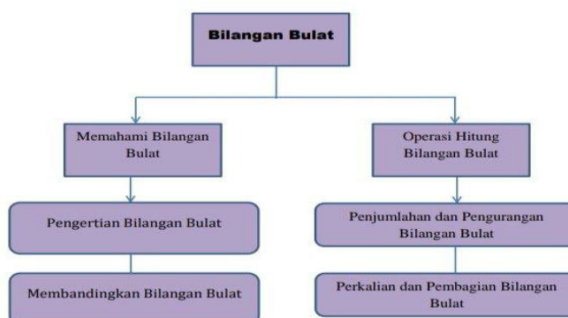 Bilangan Bulat
Memahami Bilangan
Bulat
Operasi Hitung
Bilangan Bulat
Pengertian Bilangan Bulat
Penjumlahan dan Pengurangan
Bilangan Bulat
Membandingkan Bilangan Bulat
Perkalian dan Pembagian Bilangan
Bulat